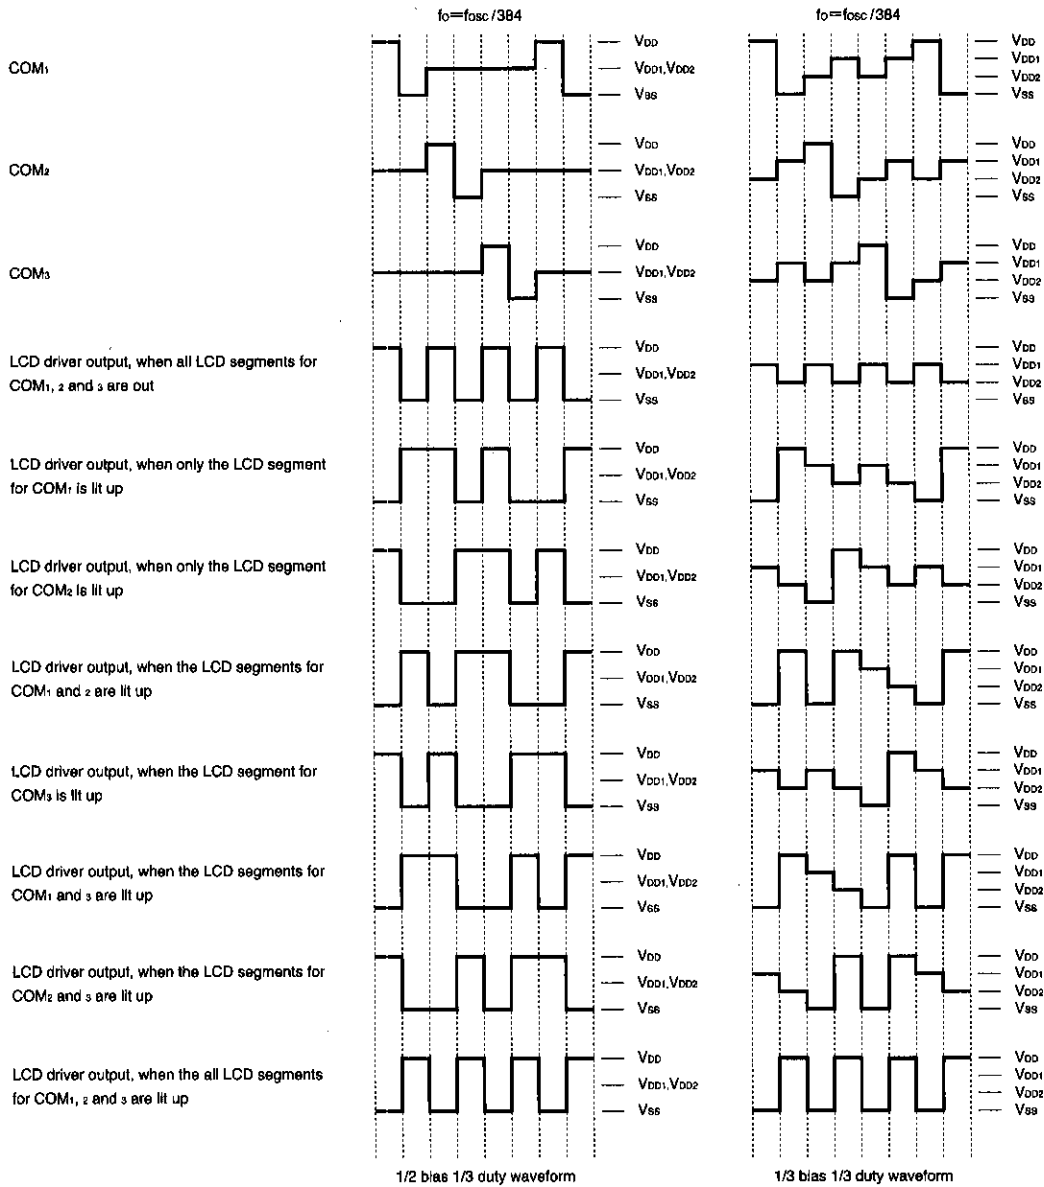 fo=fosc/384
fo=fosc/384
COM1
VDD
VDD1,VDD2
VSS
VDD
VDD1
VDD2
VSS
COM2
VDD
VDD1,VDD2
VSS
VDD
VDD1
VDD2
VSS
COM3
VDD
VDD1,VDD2
VSS
VDD
VDD1
VDD2
VSS
LCD driver output, when all LCD segments for
COM1, 2 and 3 are out
VDD
VDD1,VDD2
VSS
VDD
VDD1
VDD2
VSS
LCD driver output, when only the LCD segment
for COM1 is lit up
VDD
VDD1,VDD2
VSS
VDD
VDD1
VDD2
VSS
LCD driver output, when only the LCD segment
for COM2 is lit up
VDD
VDD1,VDD2
VSS
VDD
VDD1
VDD2
VSS
LCD driver output, when the LCD segments for
COM1 and 2 are lit up
VDD
VDD1,VDD2
VSS
VDD
VDD1
VDD2
VSS
LCD driver output, when the LCD segment for
COM3 is lit up
VDD
VDD1,VDD2
VSS
VDD
VDD1
VDD2
VSS
LCD driver output, when the LCD segments for
COM1 and 3 are lit up
VDD
VDD1,VDD2
VSS
VDD
VDD1
VDD2
VSS
LCD driver output, when the LCD segments for
COM2 and 3 are lit up
VDD
VDD1,VDD2
VSS
VDD
VDD1
VDD2
VSS
LCD driver output, when the all LCD segments
for COM1, 2 and 3 are lit up
VDD
VDD1,VDD2
VSS
VDD
VDD1
VDD2
VSS
1/2 bias 1/3 duty waveform
1/3 bias 1/3 duty waveform